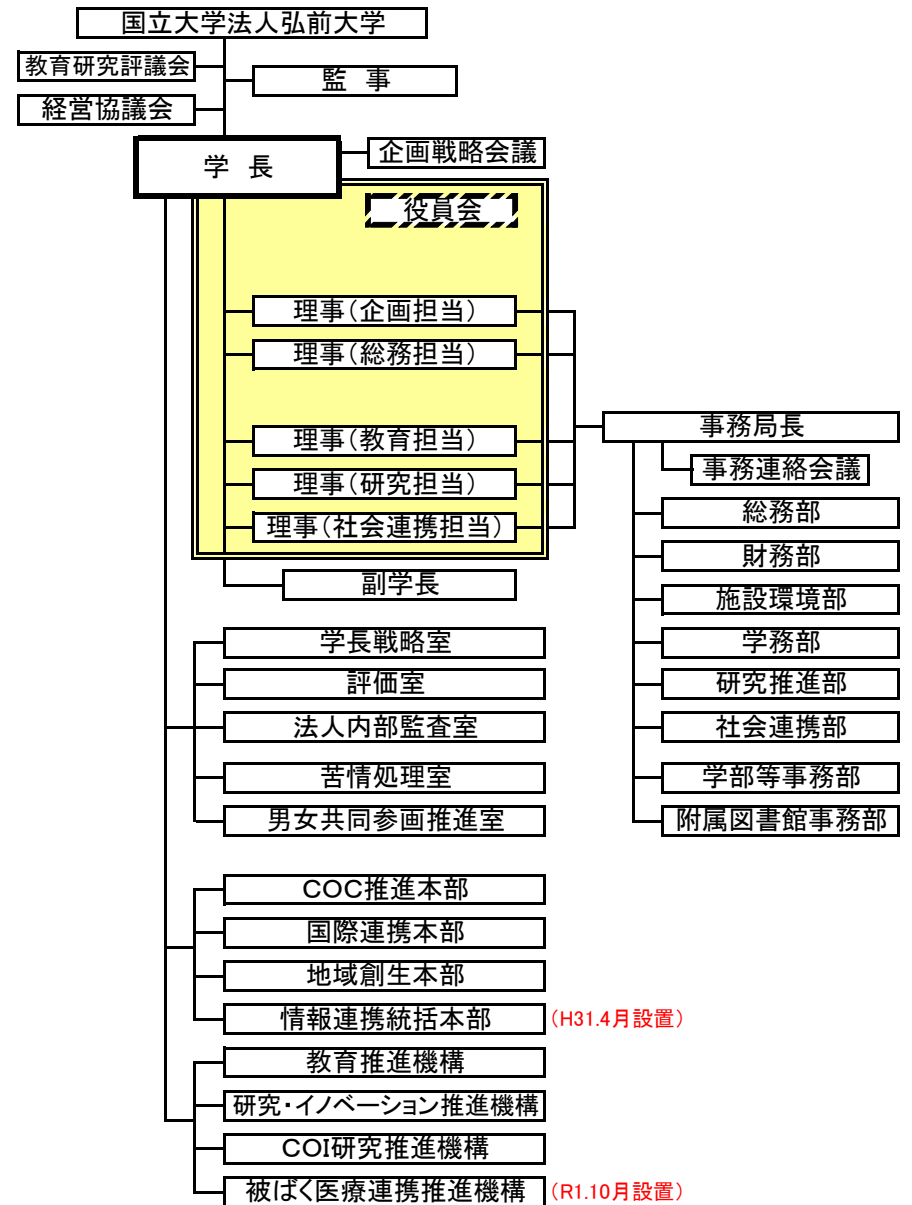 国立大学法人弘前大学
教育研究評議会
監 事
経営協議会
学 長
企画戦略会議
役員会
理事(企画担当)
理事(総務担当)
理事(教育担当)
理事(研究担当)
理事(社会連携担当)
副学長
事務局長
事務連絡会議
総務部
財務部
施設環境部
学務部
研究推進部
社会連携部
学部等事務部
附属図書館事務部
学長戦略室
評価室
法人内部監査室
苦情処理室
男女共同参画推進室
COC推進本部
国際連携本部
地域創生本部
情報連携統括本部 (H31.4月設置)
教育推進機構
研究・イノベーション推進機構
COI研究推進機構
被ばく医療連携推進機構 (R1.10月設置)